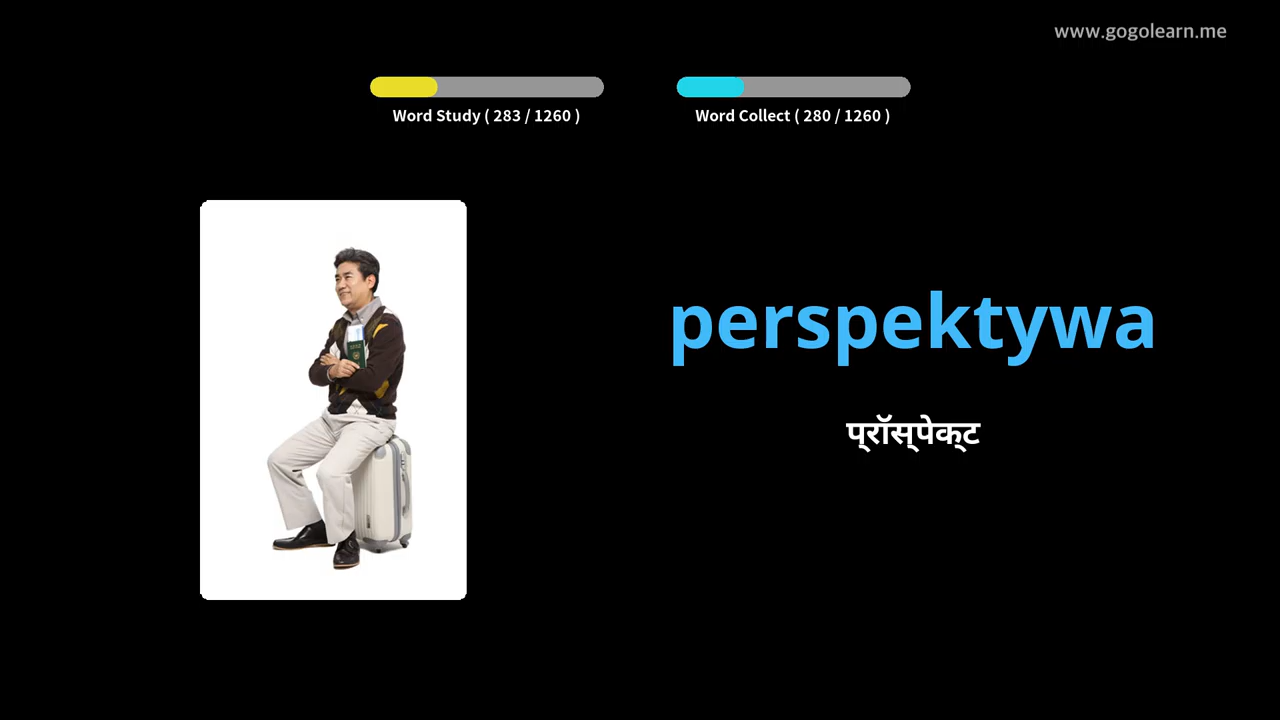 www.gogolearn.me
Word Study ( 283 / 1260 )
Word Collect ( 280 / 1260 )
perspektywa
प्रॉस्पेक्ट